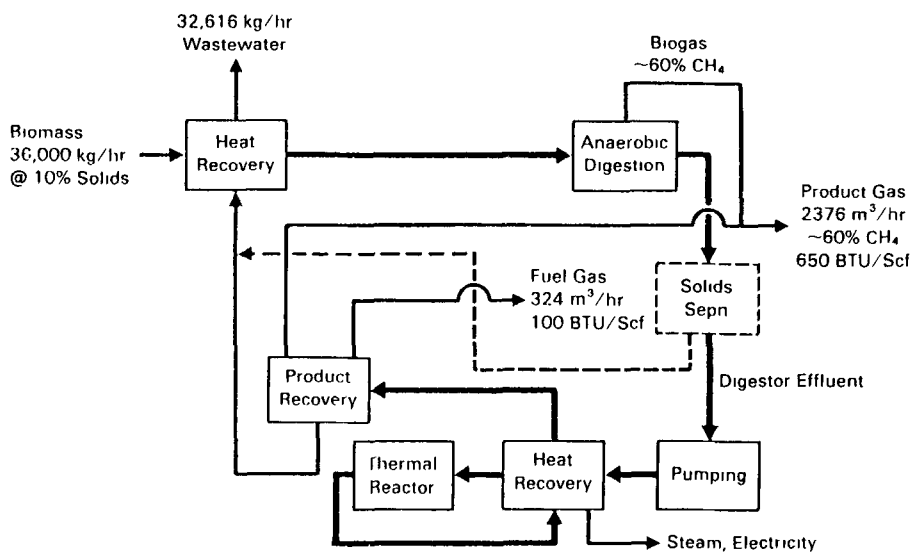 32,616 kg/hr
Wastewater
Biogas
~60% CH₄
Biomass
36,000 kg/hr
@ 10% Solids
Heat
Recovery
Anaerobic
Digestion
Product Gas
2376 m³/hr
~60% CH₄
650 BTU/Scf
Fuel Gas
324 m³/hr
100 BTU/Scf
Solids
Sepn
Product
Recovery
Digestor Effluent
Thermal
Reactor
Heat
Recovery
Pumping
Steam, Electricity